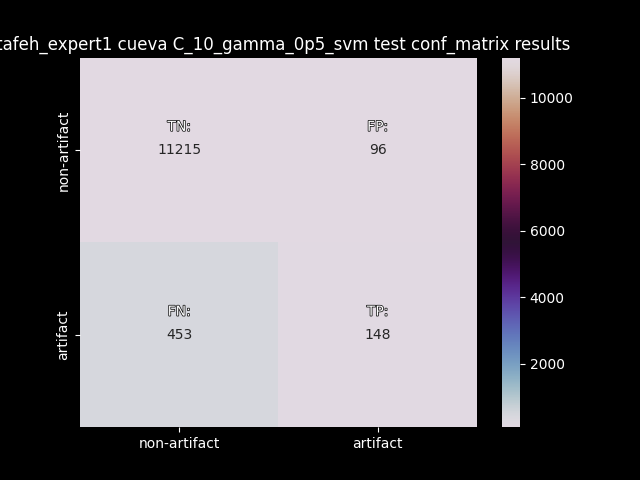 tafeh_expert1 cueva C_10_gamma_0p5_svm test conf_matrix results
non-artifact
TN:
11215
FP:
96
artifact
FN:
453
TP:
148
non-artifact
artifact
10000
8000
6000
4000
2000